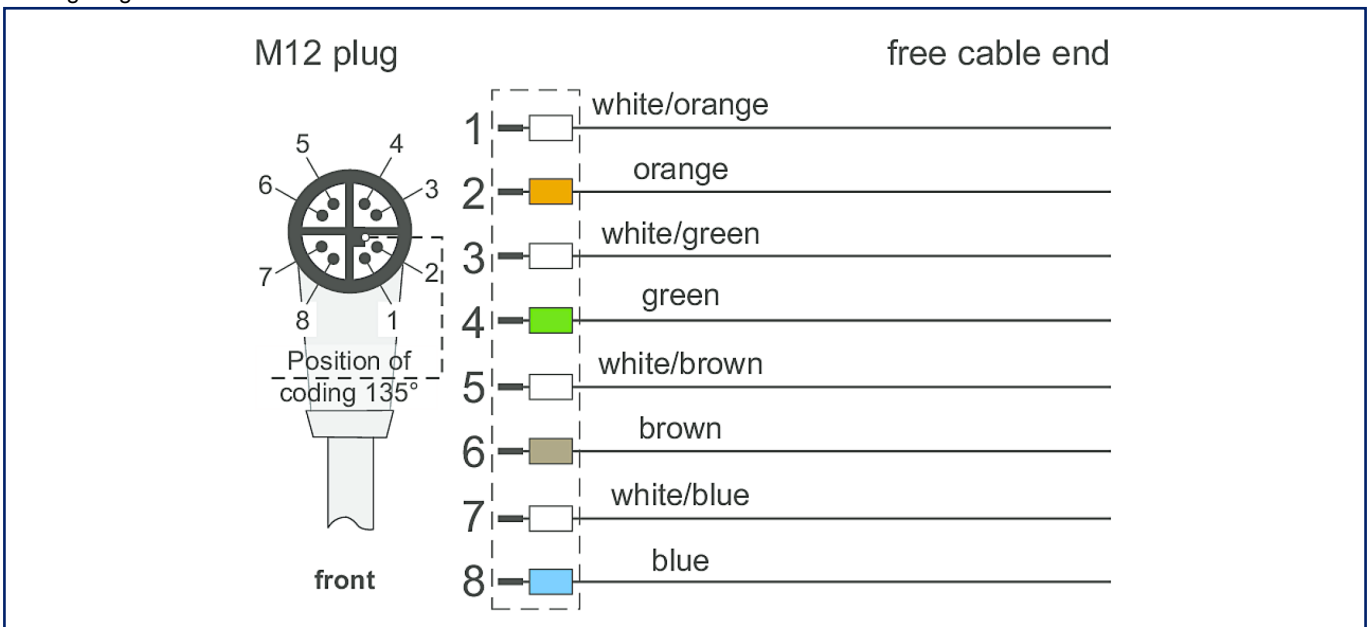 M12 plug
free cable end
1 white/orange
2 orange
3 white/green
4 green
5 white/brown
6 brown
7 white/blue
8 blue
5 4
6 3
7 2
8 1
Position of
coding 135°
front